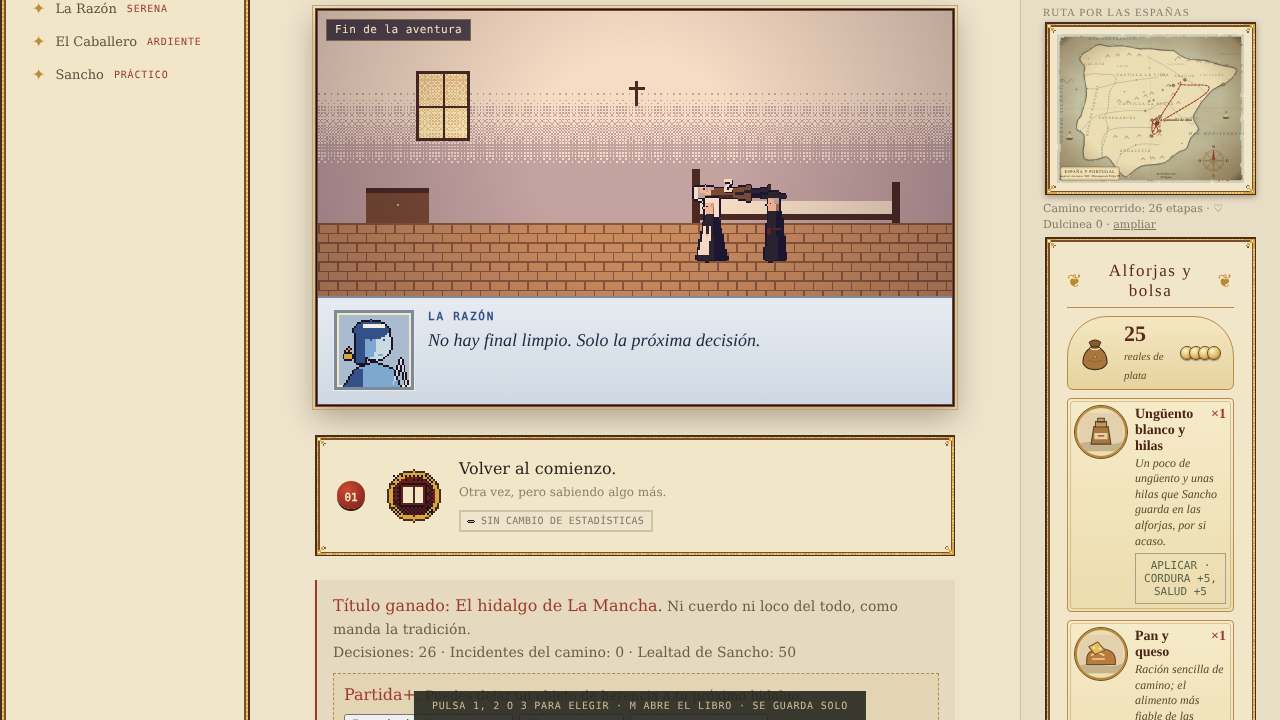 La Razón SERENA
El Caballero ARDIENTE
Sancho PRÁCTICO
Fin de la aventura
LA RAZÓN
No hay final limpio. Solo la próxima decisión.
01
Volver al comienzo.
Otra vez, pero sabiendo algo más.
SIN CAMBIO DE ESTADÍSTICAS
Título ganado: El hidalgo de La Mancha. Ni cuerdo ni loco del todo, como
manda la tradición.
Decisiones: 26 · Incidentes del camino: 0 · Lealtad de Sancho: 50
Partida+
PULSA 1, 2 O 3 PARA ELEGIR · M ABRE EL LIBRO · SE GUARDA SOLO
RUTA POR LAS ESPAÑAS
ESPAÑA Y PORTUGAL
Camino recorrido: 26 etapas · ♡
Dulcinea 0 · ampliar
Alforjas y
bolsa
25
reales de
plata
Ungüento ×1
blanco y
hilas
Un poco de
ungüento y unas
hilas que Sancho
guarda en las
alforjas, por si
acaso.
APLICAR ·
CORDURA +5,
SALUD +5
Pan y ×1
queso
Ración sencilla de
camino; el
alimento más
fiable de las